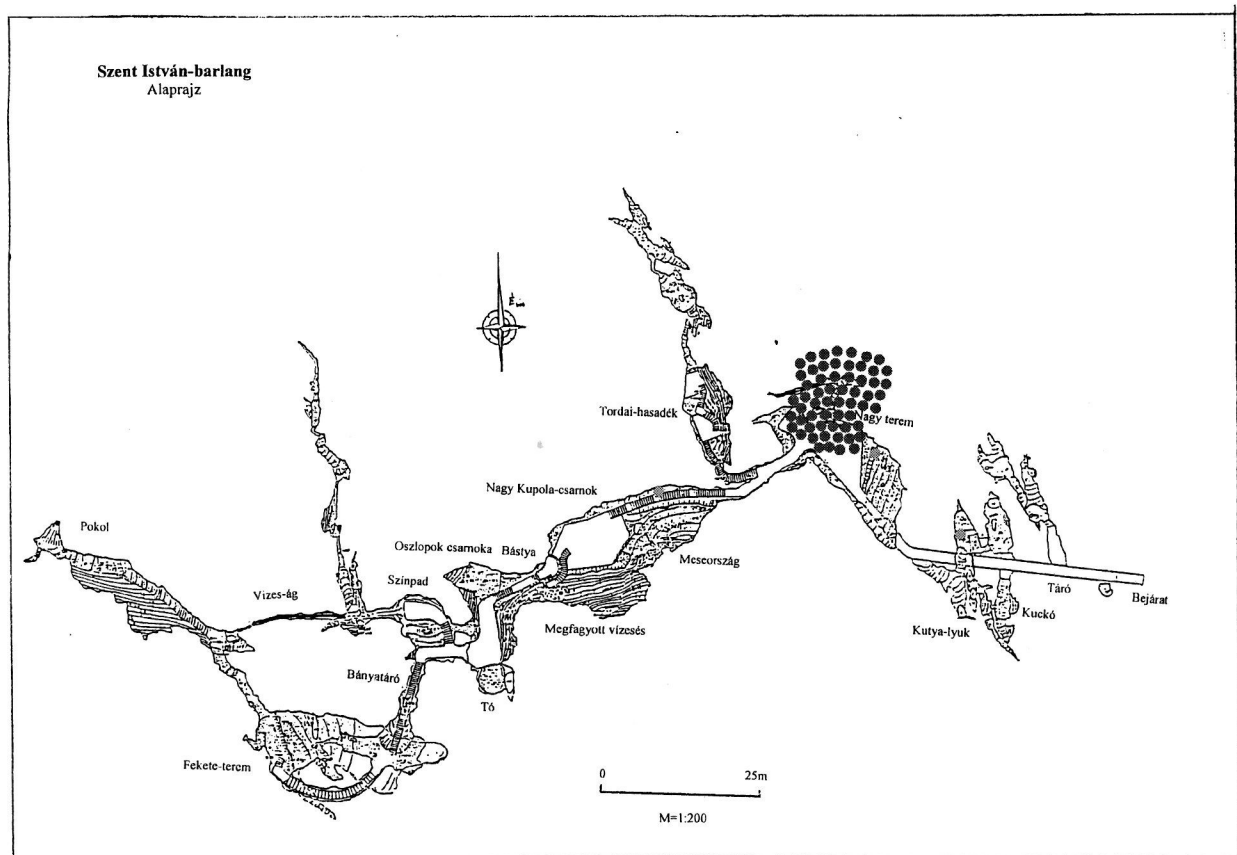 Szent István-barlang
Alaprajz
É
Tordai-hasadék
Nagy terem
Nagy Kupola-csarnok
Pokol
Oszlopok csarnoka
Bástya
Meseország
Színpad
Táró
Bejárat
Vizes-ág
Kuckó
Kutya-lyuk
Megfagyott vízesés
Bányatáró
Tó
Fekete-terem
0 25m
M=1:200